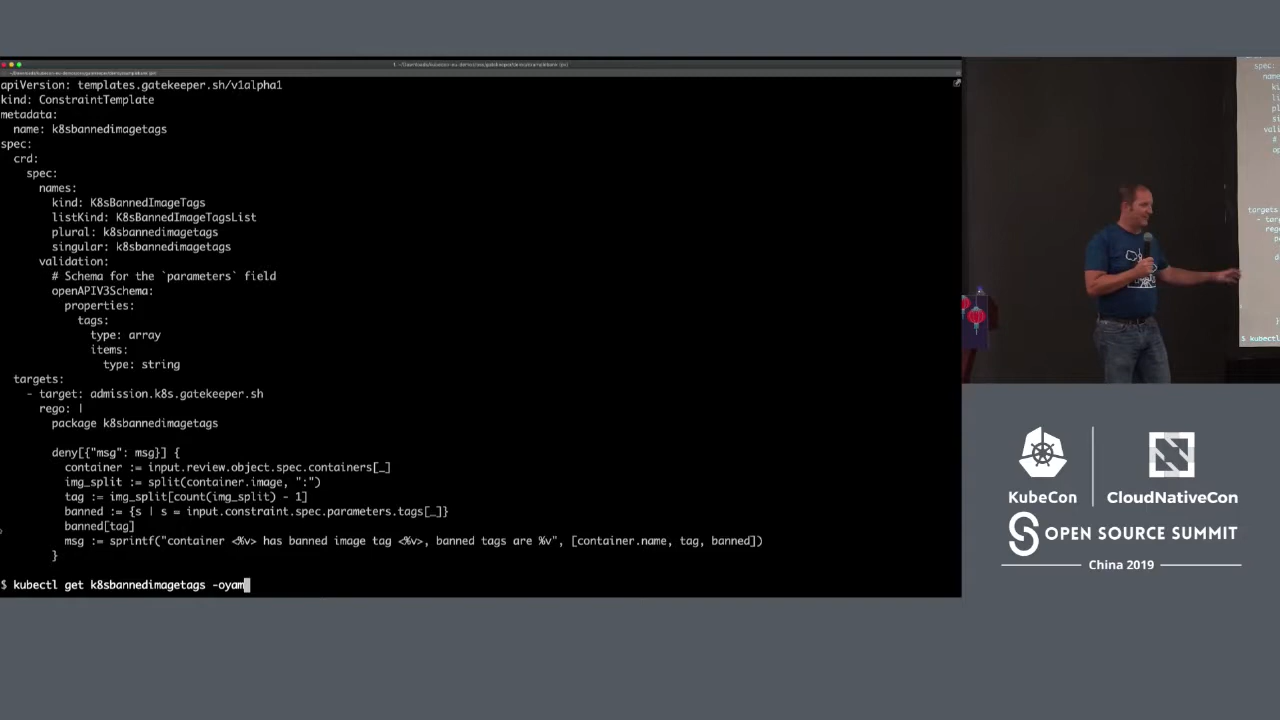 apiVersion: templates.gatekeeper.sh/v1alpha1
kind: ConstraintTemplate
metadata:
  name: k8sbannedimagetags
spec:
  crd:
    spec:
      names:
        kind: K8sBannedImageTags
        listKind: K8sBannedImageTagsList
        plural: k8sbannedimagetags
        singular: k8sbannedimagetags
      validation:
        # Schema for the `parameters` field
        openAPIV3Schema:
          properties:
            tags:
              type: array
              items:
                type: string
  targets:
    - target: admission.k8s.gatekeeper.sh
      rego: |
        package k8sbannedimagetags
        deny[{"msg": msg}] {
          container := input.review.object.spec.containers[_]
          img_split := split(container.image, ":")
          tag := img_split[count(img_split) - 1]
          banned := {s | s = input.constraint.spec.parameters.tags[_]}
          banned[tag]
          msg := sprintf("container <%v> has banned image tag <%v>, banned tags are %v", [container.name, tag, banned])
        }
$ kubectl get k8sbannedimagetags -oyam
spec:
targets
$ kubectl
KubeCon
CloudNativeCon
OPEN SOURCE SUMMIT
China 2019